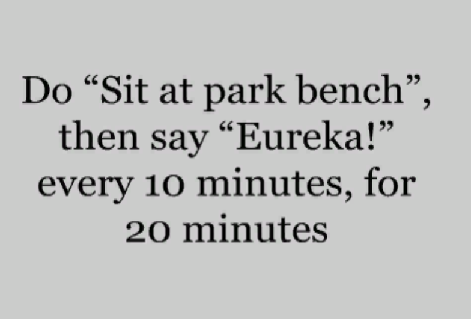 Do “Sit at park bench”,
then say “Eureka!”
every 10 minutes, for
20 minutes